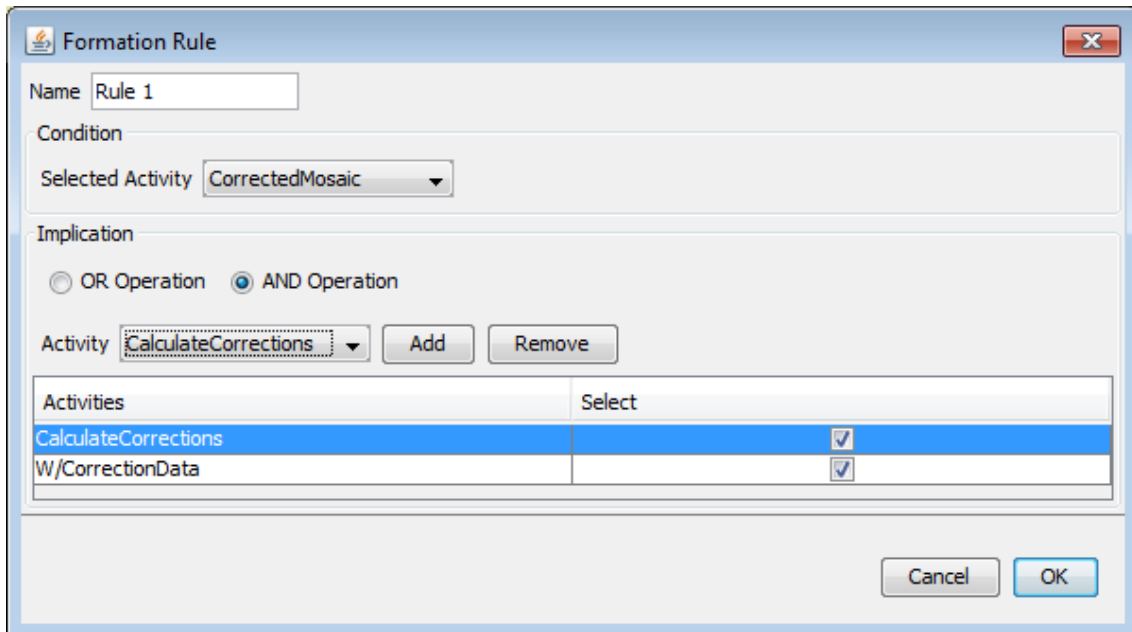 Formation Rule
Name Rule 1
Condition
Selected Activity CorrectedMosaic
Implication
OR Operation AND Operation
Activity CalculateCorrections Add Remove
Activities Select
CalculateCorrections
W/CorrectionData
Cancel OK